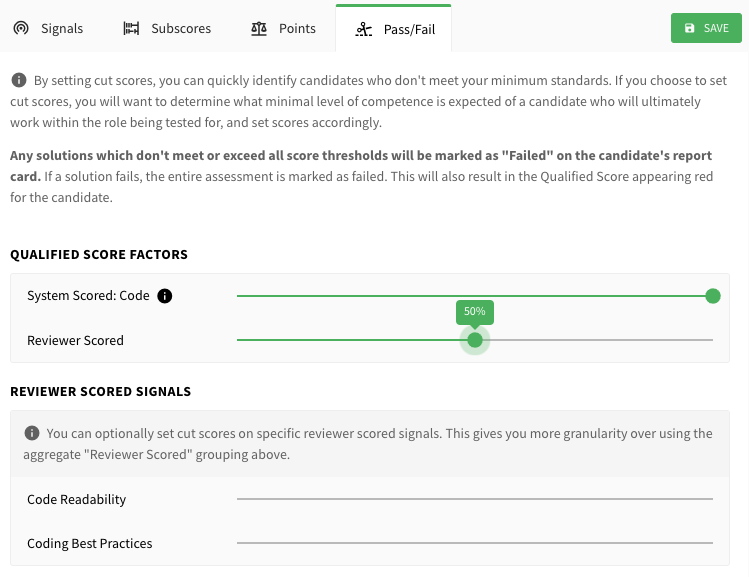 Signals Subscores Points Pass/Fail SAVE
By setting cut scores, you can quickly identify candidates who don't meet your minimum standards. If you choose to set
cut scores, you will want to determine what minimal level of competence is expected of a candidate who will ultimately
work within the role being tested for, and set scores accordingly.
Any solutions which don't meet or exceed all score thresholds will be marked as "Failed" on the candidate's report
card. If a solution fails, the entire assessment is marked as failed. This will also result in the Qualified Score appearing red
for the candidate.
QUALIFIED SCORE FACTORS
System Scored: Code
50%
Reviewer Scored
REVIEWER SCORED SIGNALS
You can optionally set cut scores on specific reviewer scored signals. This gives you more granularity over using the
aggregate "Reviewer Scored" grouping above.
Code Readability
Coding Best Practices